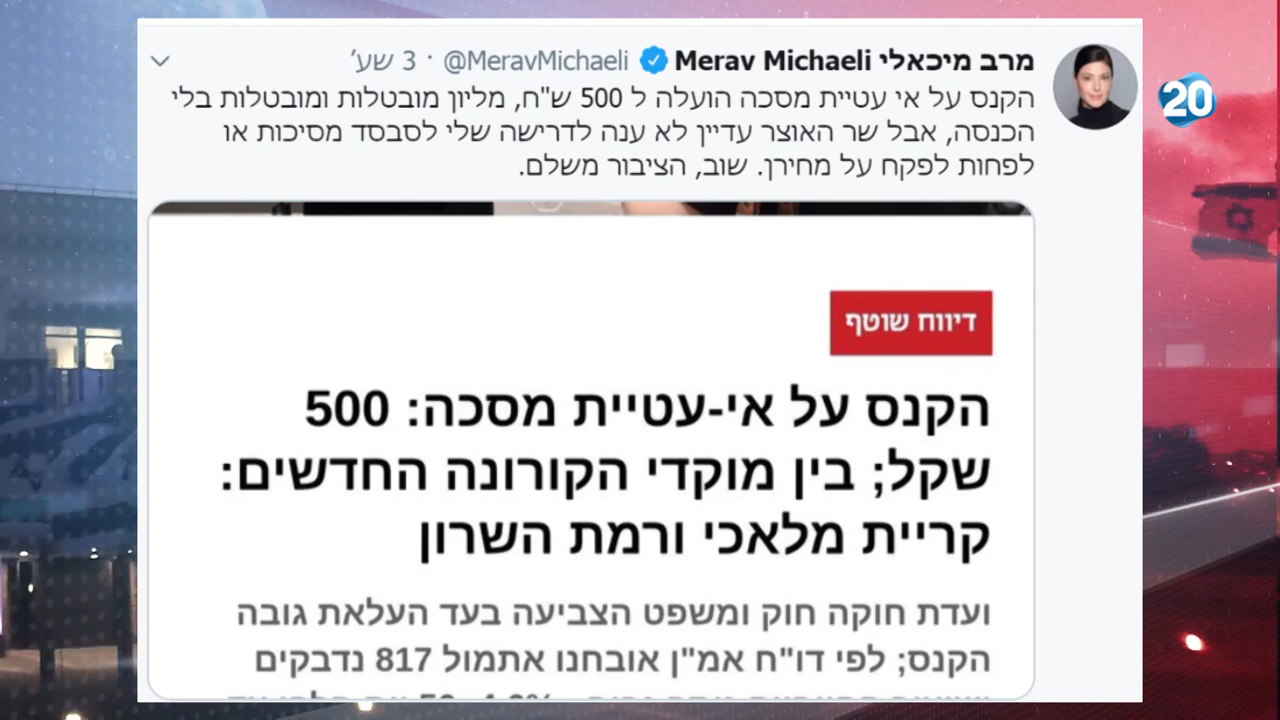 מרב מיכאלי Merav Michaeli @MeravMichaeli · 3 שע'
הקנס על אי עטיית מסכה הועלה ל 500 ש"ח, מליון מובטלות ומובטלות בלי
הכנסה, אבל שר האוצר עדיין לא ענה לדרישה שלי לסבסד מסיכות או
לפחות לפקח על מחירן. שוב, הציבור משלם.
20
דיווח שוטף
הקנס על אי-עטיית מסכה: 500
שקל; בין מוקדי הקורונה החדשים:
קריית מלאכי ורמת השרון
ועדת חוקה חוק ומשפט הצביעה בעד העלאת גובה
הקנס; לפי דו"ח אמ"ן אובחנו אתמול 817 נדבקים